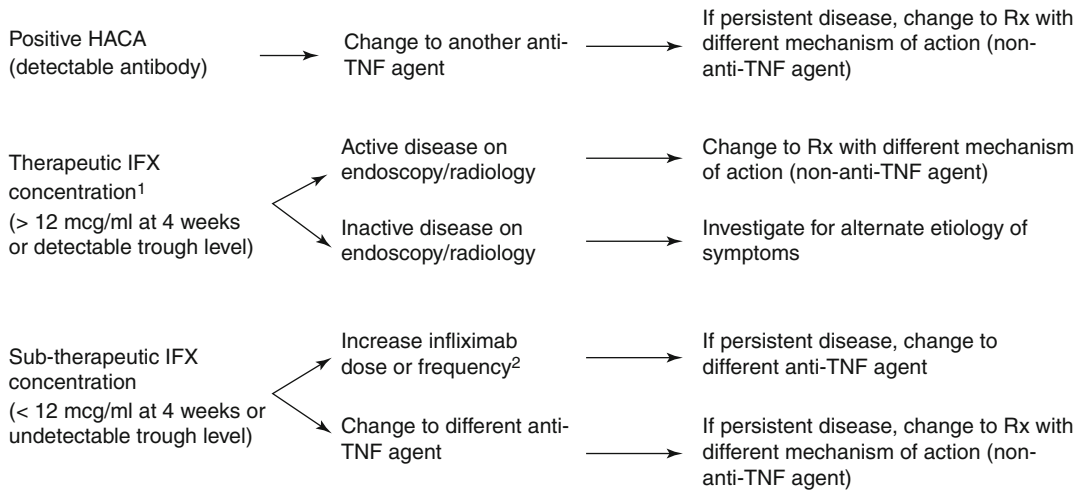 Positive HACA
(detectable antibody)
Change to another anti-
TNF agent
If persistent disease, change to Rx with
different mechanism of action (non-
anti-TNF agent)
Therapeutic IFX
concentration¹
(> 12 mcg/ml at 4 weeks
or detectable trough level)
Active disease on
endoscopy/radiology
Change to Rx with different mechanism
of action (non-anti-TNF agent)
Inactive disease on
endoscopy/radiology
Investigate for alternate etiology of
symptoms
Sub-therapeutic IFX
concentration
(< 12 mcg/ml at 4 weeks or
undetectable trough level)
Increase infliximab
dose or frequency²
If persistent disease, change to
different anti-TNF agent
Change to different anti-
TNF agent
If persistent disease, change to Rx with
different mechanism of action (non-
anti-TNF agent)